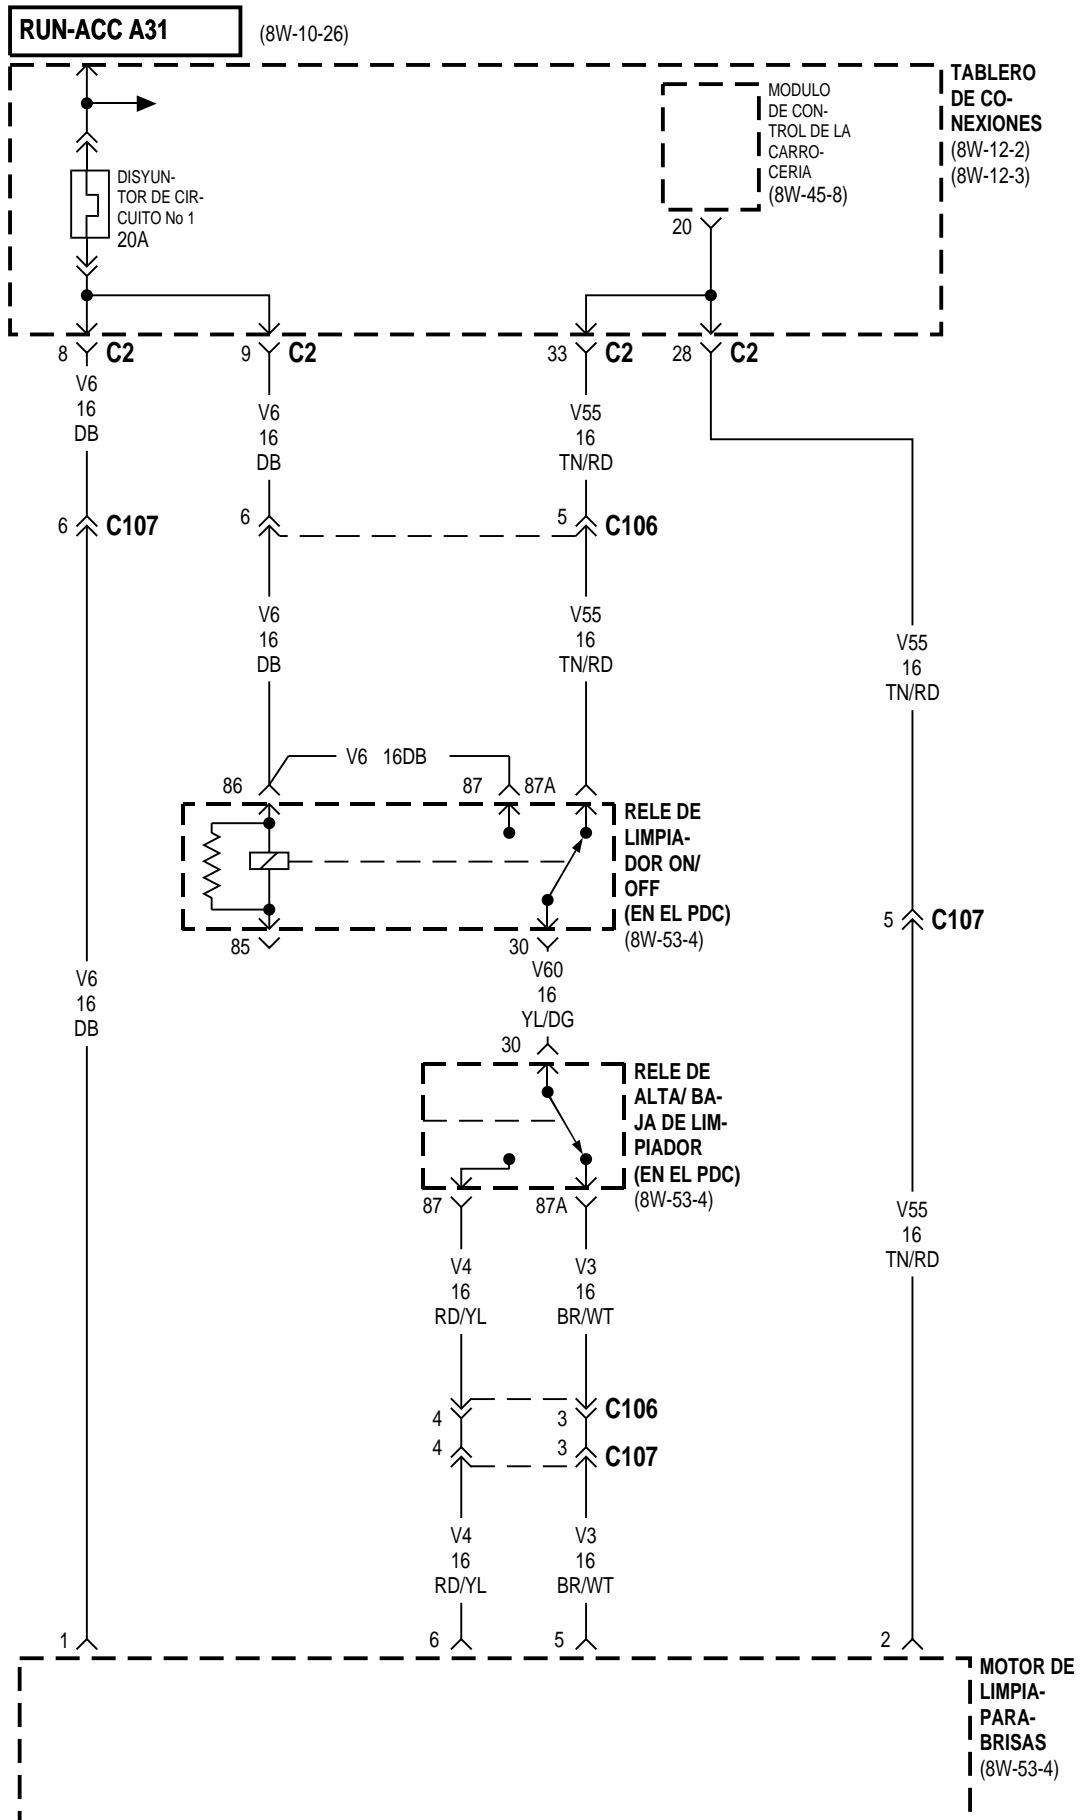 RUN-ACC A31
(8W-10-26)
TABLERO
DE CO-
NEXIONES
(8W-12-2)
(8W-12-3)
MODULO
DE CON-
TROL DE LA
CARRO-
CERIA
(8W-45-8)
DISYUN-
TOR DE CIR-
CUITO No 1
20A
20
8 C2
9 C2
33 C2
28 C2
V6
16
DB
V6
16
DB
V55
16
TN/RD
6 C107
6
5 C106
V6
16
DB
V55
16
TN/RD
V55
16
TN/RD
V6 16DB
86
87
87A
RELE DE
LIMPIA-
DOR ON/
OFF
(EN EL PDC)
(8W-53-4)
85
30
5 C107
V60
16
YL/DG
V6
16
DB
30
RELE DE
ALTA/ BA-
JA DE LIM-
PIADOR
(EN EL PDC)
(8W-53-4)
87
87A
V55
16
TN/RD
V4
16
RD/YL
V3
16
BR/WT
4
3 C106
4
3 C107
V4
16
RD/YL
V3
16
BR/WT
1
6
5
2
MOTOR DE
LIMPIA-
PARA-
BRISAS
(8W-53-4)